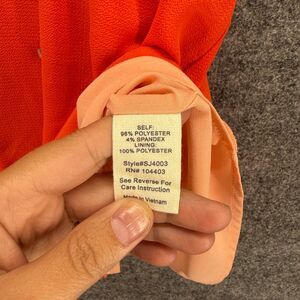 SELF:
96% POLYESTER
4% SPANDEX
LINING:
100% POLYESTER
Style#SJ4003
RN# 104403
See Reverse For
Care Instruction
Made in Vietnam